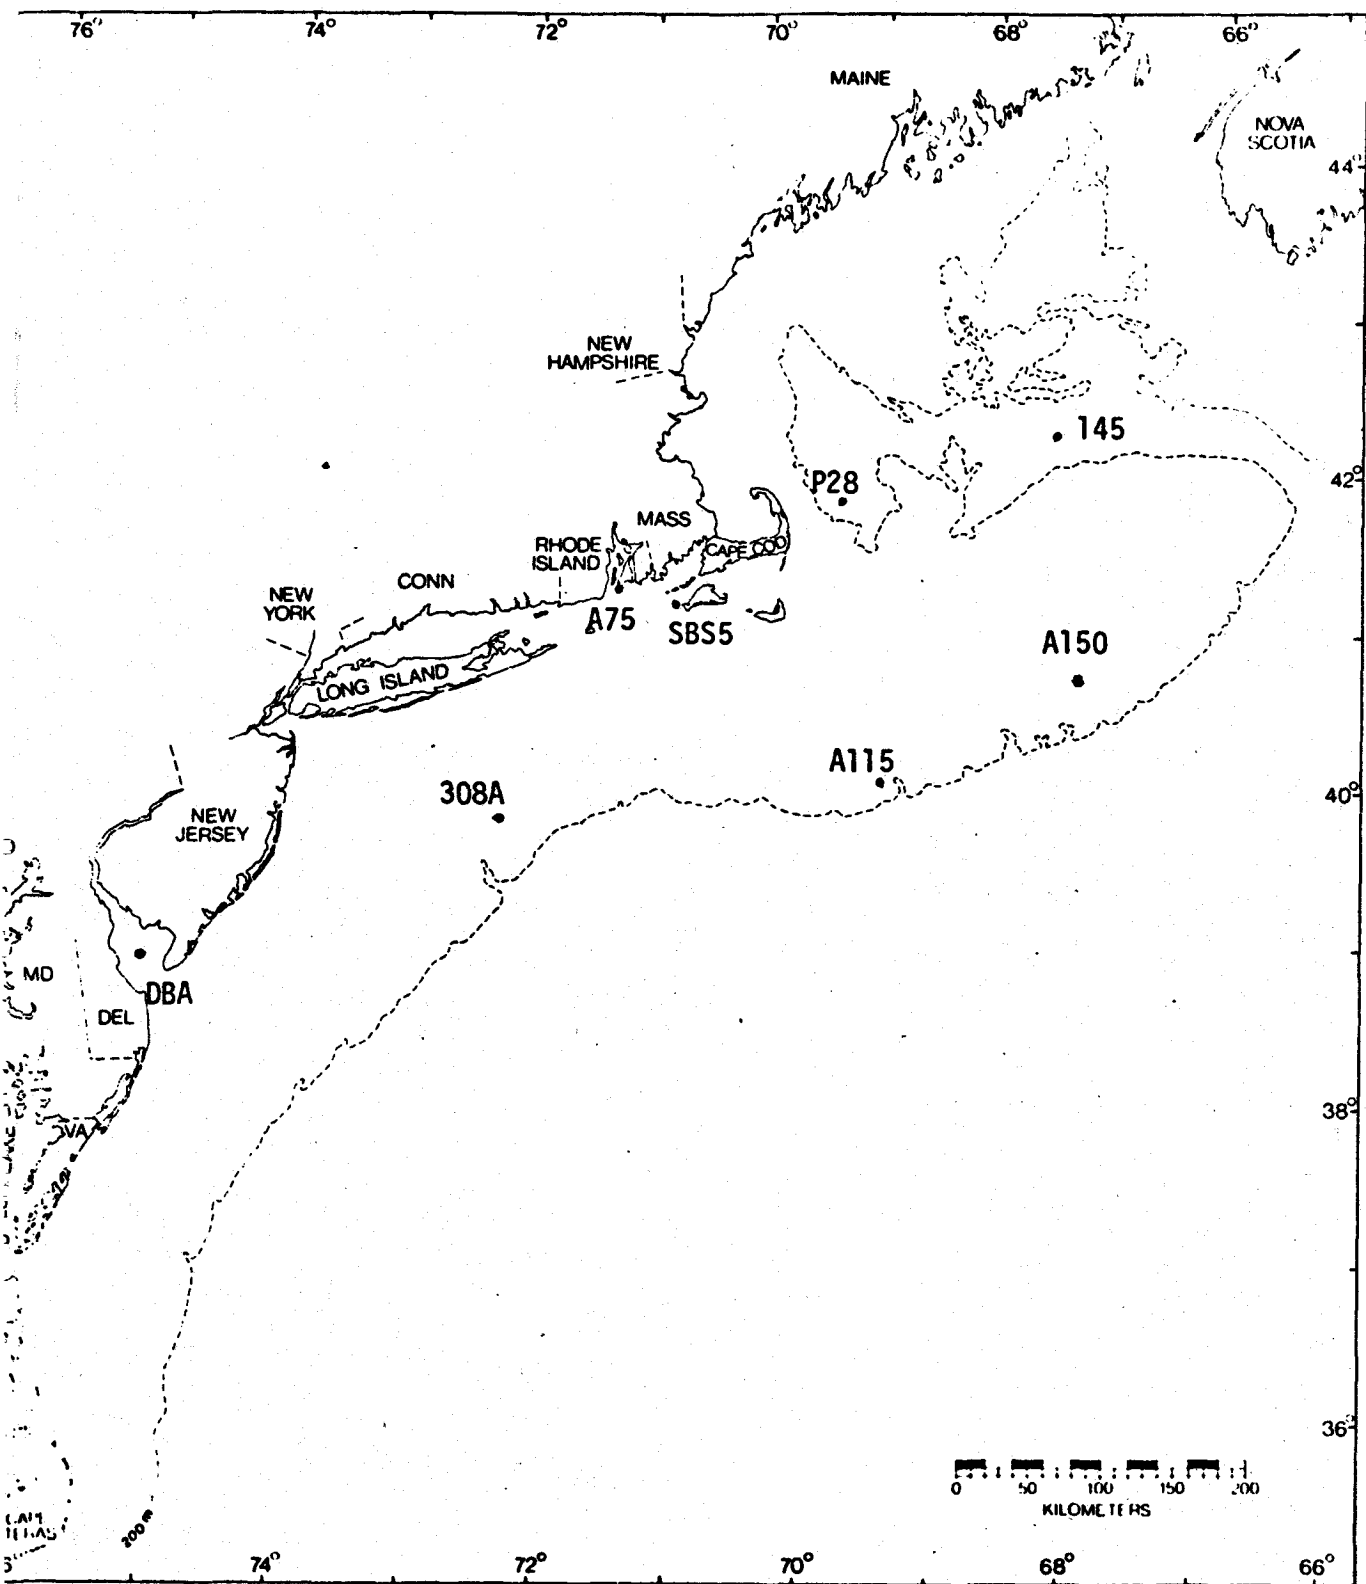 76° 74° 72° 70° 68° 66°
MAINE
NOVA
SCOTIA
44°
NEW
HAMPSHIRE
145
42°
P28
MASS
RHODE
ISLAND
CAPE COD
CONN
NEW
YORK
A75
SBS5
A150
LONG ISLAND
A115
308A
40°
NEW
JERSEY
MD
DBA
DEL
38°
VA
36°
0 50 100 150 200
KILOMETERS
200 m
74° 72° 70° 68° 66°